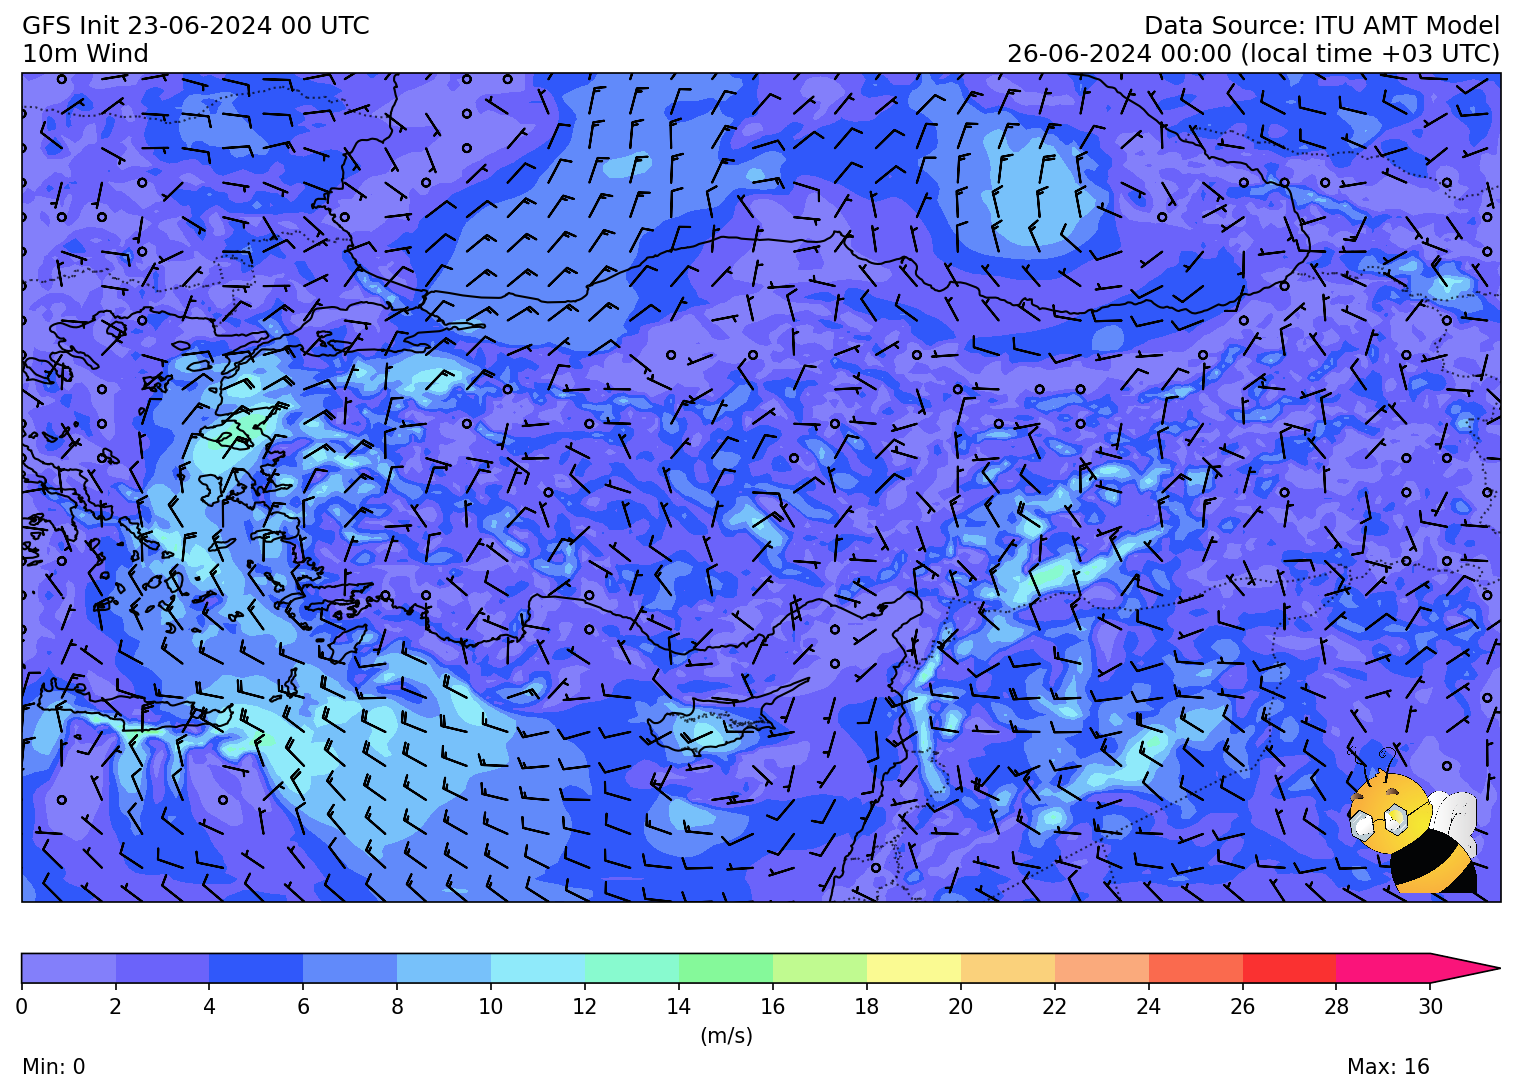 GFS Init 23-06-2024 00 UTC
Data Source: ITU AMT Model
10m Wind
26-06-2024 00:00 (local time +03 UTC)
0 2 4 6 8 10 12 14 16 18 20 22 24 26 28 30
(m/s)
Min: 0
Max: 16